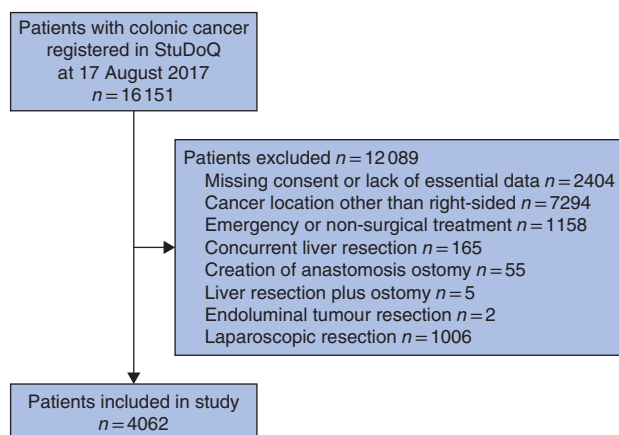 Patients with colonic cancer
registered in StuDoQ
at 17 August 2017
n = 16 151
Patients excluded n = 12 089
Missing consent or lack of essential data n = 2404
Cancer location other than right-sided n = 7294
Emergency or non-surgical treatment n = 1158
Concurrent liver resection n = 165
Creation of anastomosis ostomy n = 55
Liver resection plus ostomy n = 5
Endoluminal tumour resection n = 2
Laparoscopic resection n = 1006
Patients included in study
n = 4062